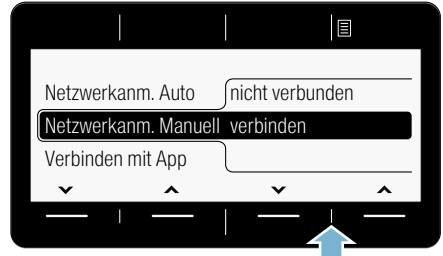 Netzwerkanm. Auto nicht verbunden
Netzwerkanm. Manuell verbinden
Verbinden mit App